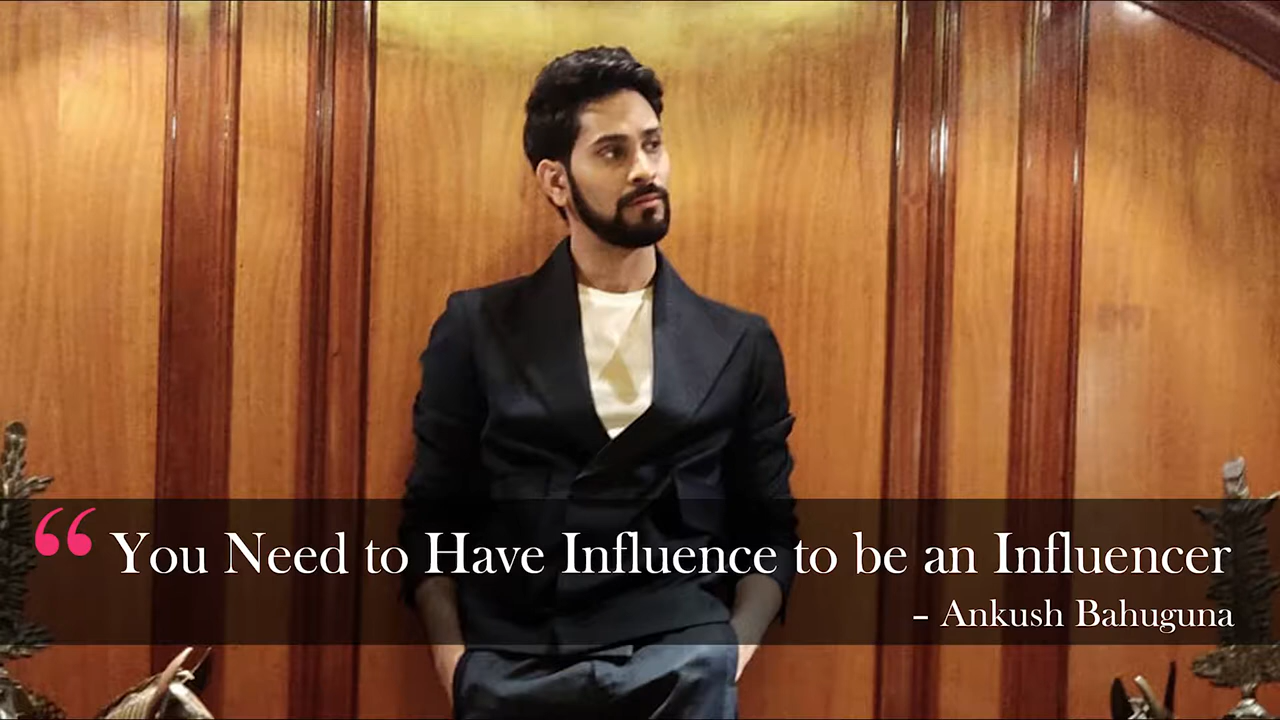 “ You Need to Have Influence to be an Influencer
– Ankush Bahuguna